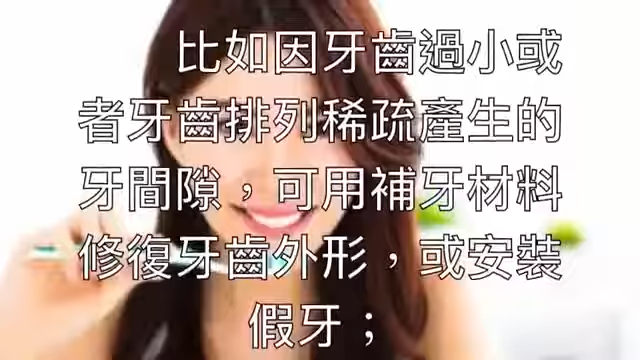 比如因牙齒過小或
者牙齒排列稀疏產生的
牙間隙，可用補牙材料
修復牙齒外形，或安裝
假牙；